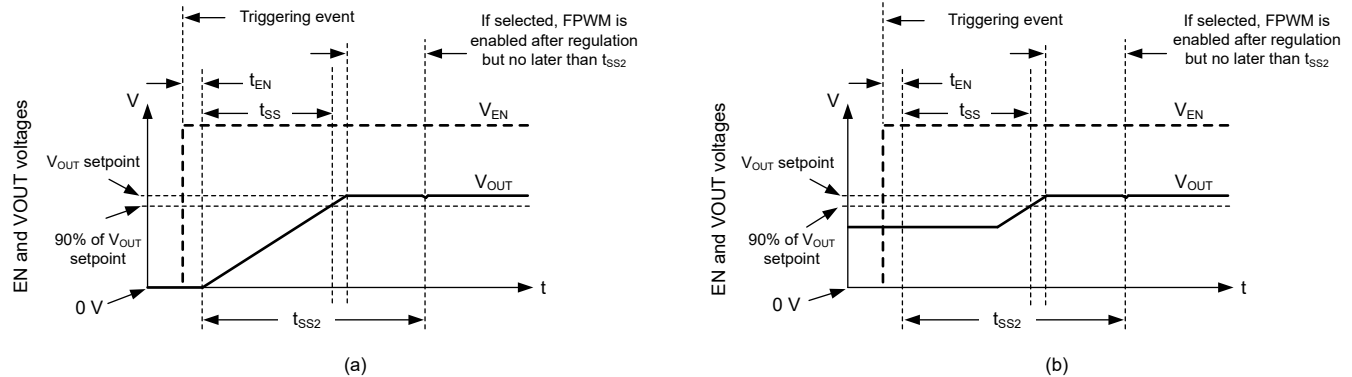 Triggering event
If selected, FPWM is
enabled after regulation
but no later than tSS2
tEN
V
tSS
VEN
EN and VOUT voltages
VOUT setpoint
VOUT
90% of VOUT
setpoint
0 V
t
tSS2
(a)
Triggering event
If selected, FPWM is
enabled after regulation
but no later than tSS2
tEN
V
tSS
VEN
EN and VOUT voltages
VOUT setpoint
VOUT
90% of VOUT
setpoint
0 V
t
tSS2
(b)